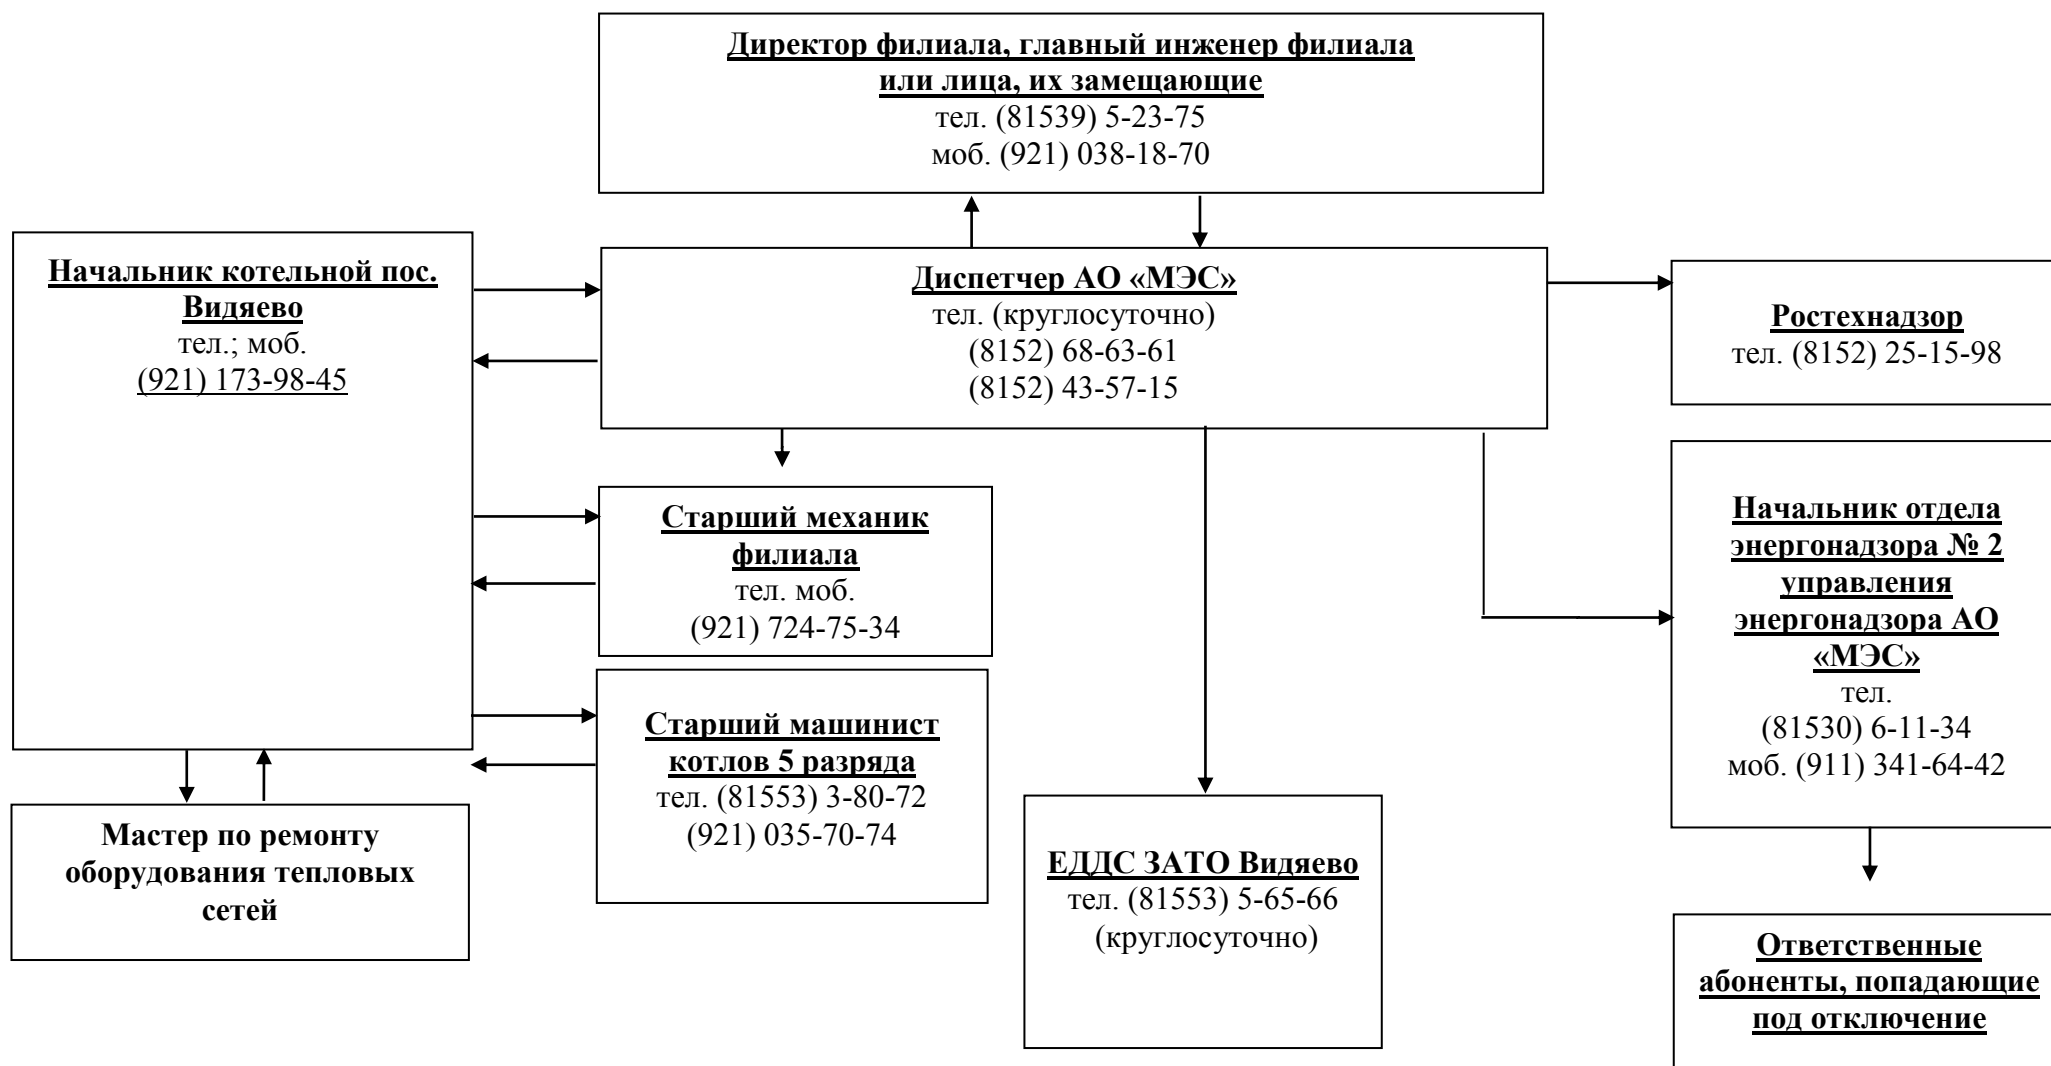 Директор филиала, главный инженер филиала
или лица, их замещающие
тел. (81539) 5-23-75
моб. (921) 038-18-70
Начальник котельной пос.
Видяево
тел.; моб.
(921) 173-98-45
Диспетчер АО «МЭС»
тел. (круглосуточно)
(8152) 68-63-61
(8152) 43-57-15
Ростехнадзор
тел. (8152) 25-15-98
Старший механик
филиала
тел. моб.
(921) 724-75-34
Начальник отдела
энергонадзора № 2
управления
энергонадзора АО
«МЭС»
тел.
(81530) 6-11-34
моб. (911) 341-64-42
Старший машинист
котлов 5 разряда
тел. (81553) 3-80-72
(921) 035-70-74
Мастер по ремонту
оборудования тепловых
сетей
ЕДДС ЗАТО Видяево
тел. (81553) 5-65-66
(круглосуточно)
Ответственные
абоненты, попадающие
под отключение